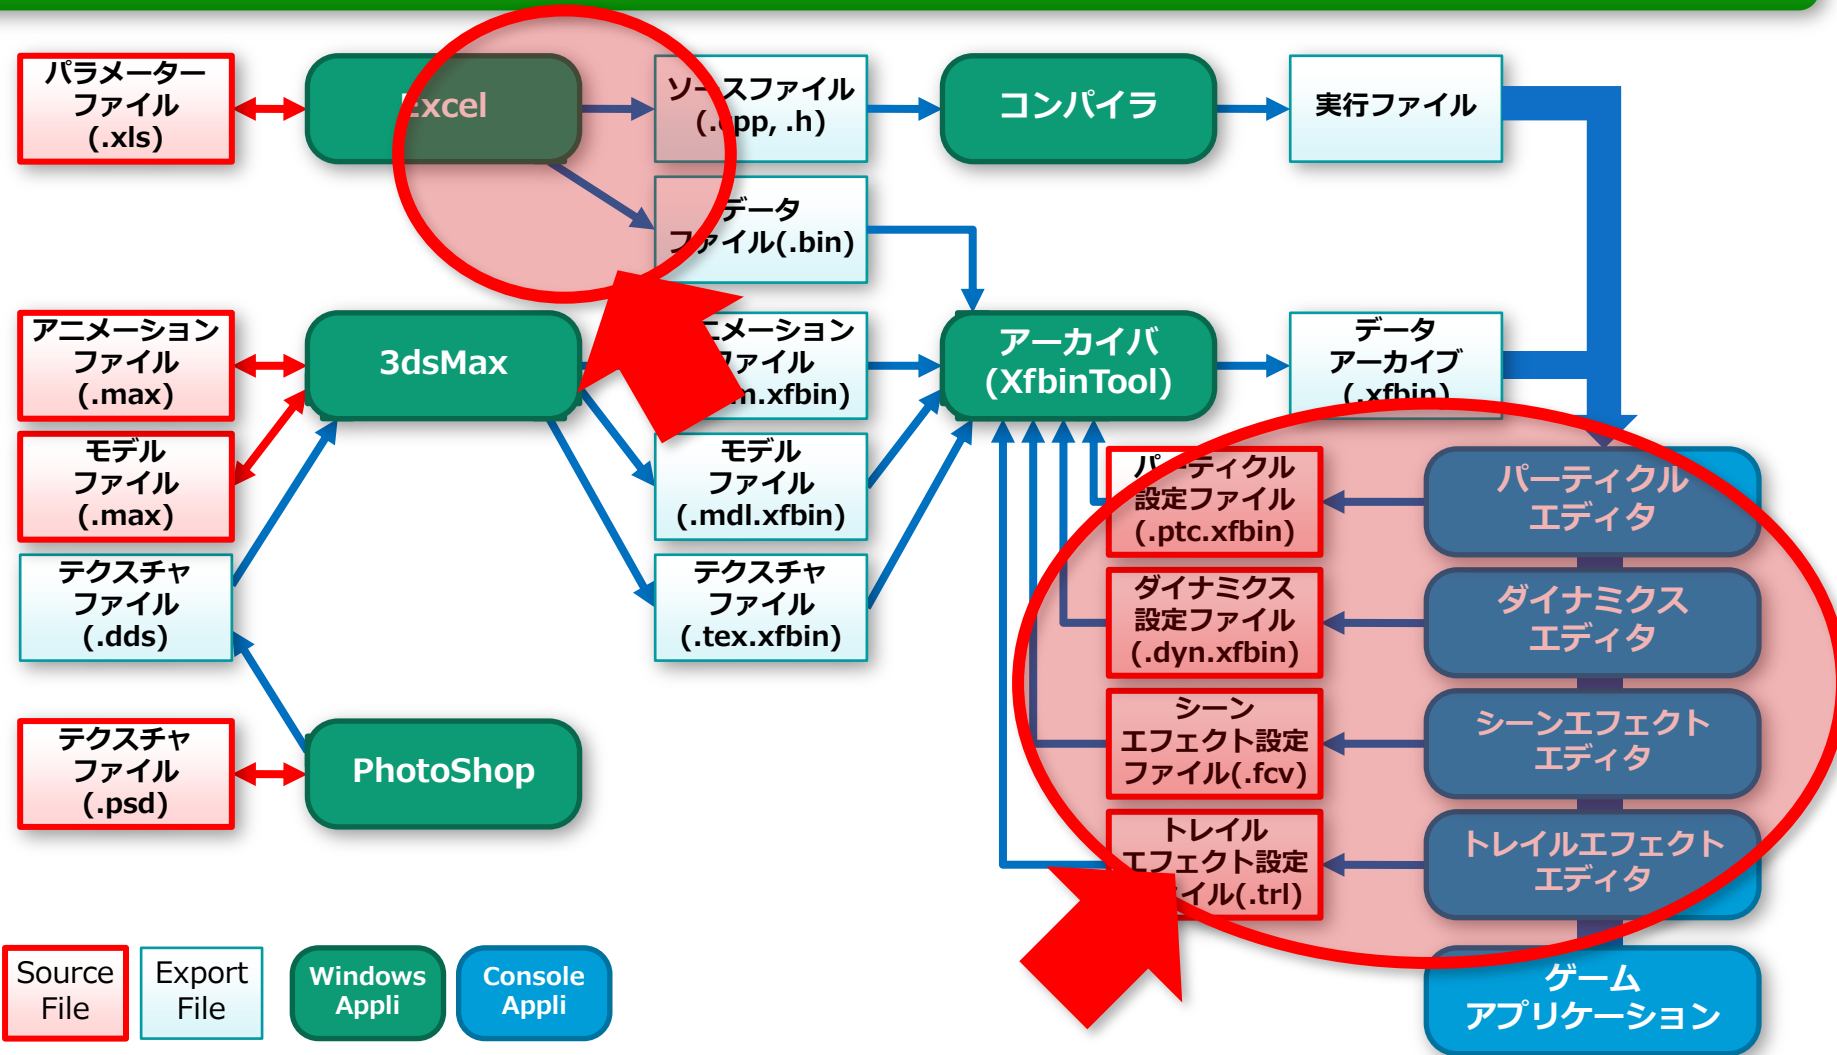 パラメーター
ファイル
(.xls)
Excel
ソースファイル
(.cpp, .h)
コンパイラ
実行ファイル
データ
ファイル(.bin)
アニメーション
ファイル
(.max)
3dsMax
ニメーション
ファイル
m.xfbin)
アーカイバ
(XfbinTool)
データ
アーカイブ
(.xfbin)
モデル
ファイル
(.max)
モデル
ファイル
(.mdl.xfbin)
パーティクル
設定ファイル
(.ptc.xfbin)
パーティクル
エディタ
テクスチャ
ファイル
(.dds)
テクスチャ
ファイル
(.tex.xfbin)
ダイナミクス
設定ファイル
(.dyn.xfbin)
ダイナミクス
エディタ
テクスチャ
ファイル
(.psd)
PhotoShop
シーン
エフェクト設定
ファイル(.fcv)
シーンエフェクト
エディタ
トレイル
エフェクト設定
イル(.trl)
トレイルエフェクト
エディタ
Source
File
Export
File
Windows
Appli
Console
Appli
ゲーム
アプリケーション